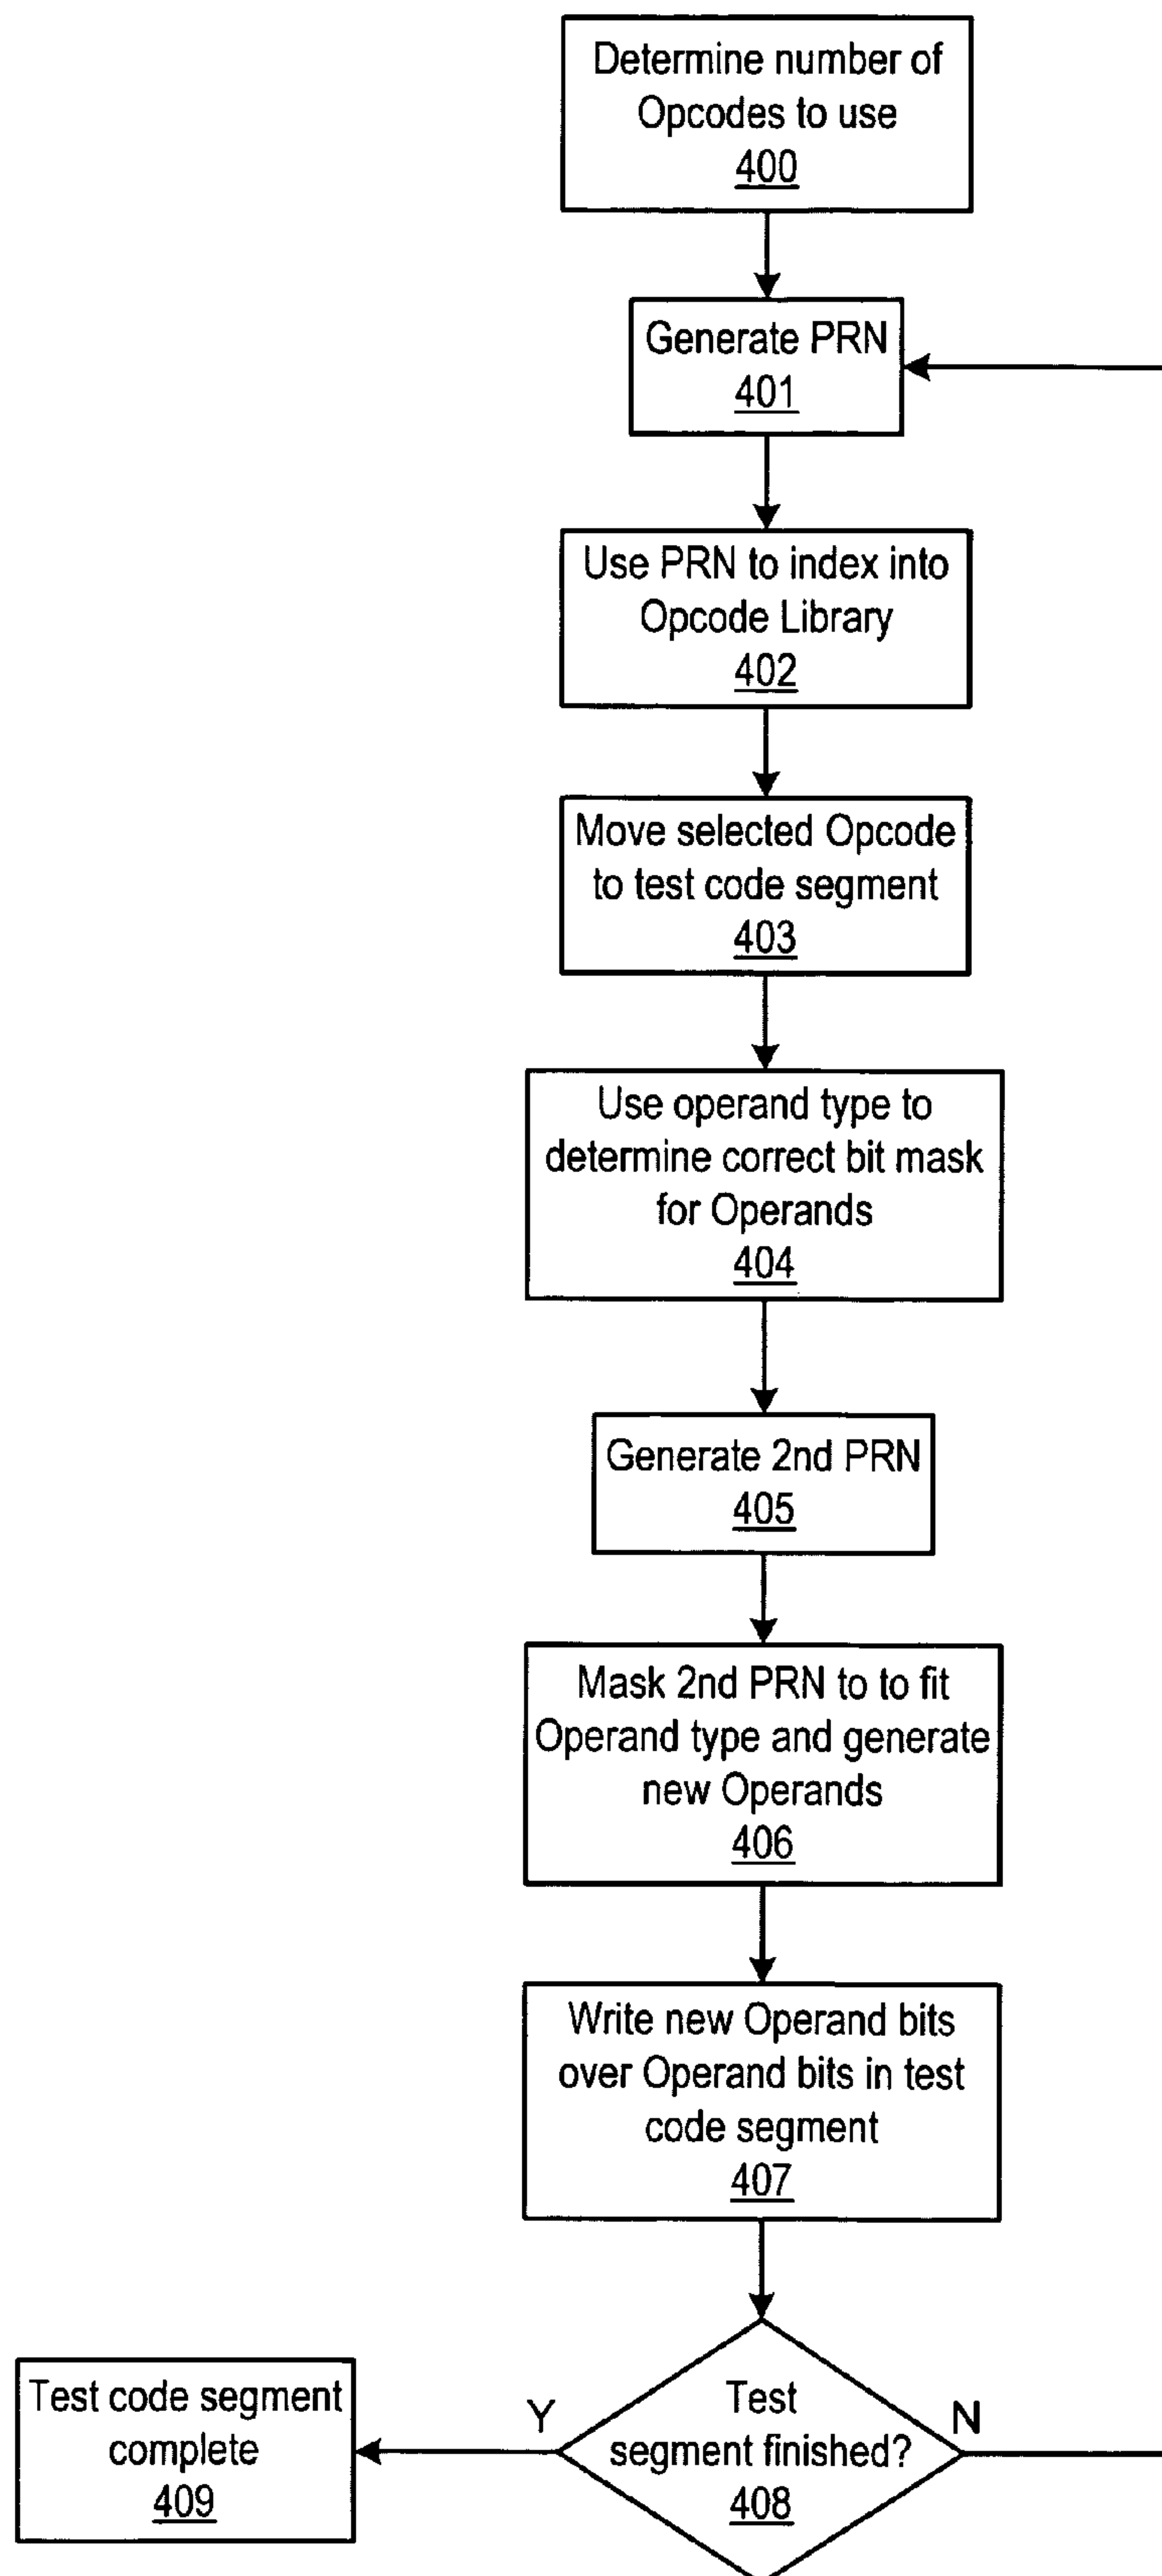 Determine number of
Opcodes to use
400
Generate PRN
401
Use PRN to index into
Opcode Library
402
Move selected Opcode
to test code segment
403
Use operand type to
determine correct bit mask
for Operands
404
Generate 2nd PRN
405
Mask 2nd PRN to to fit
Operand type and generate
new Operands
406
Write new Operand bits
over Operand bits in test
code segment
407
Test
segment finished?
408
Y
N
Test code segment
complete
409